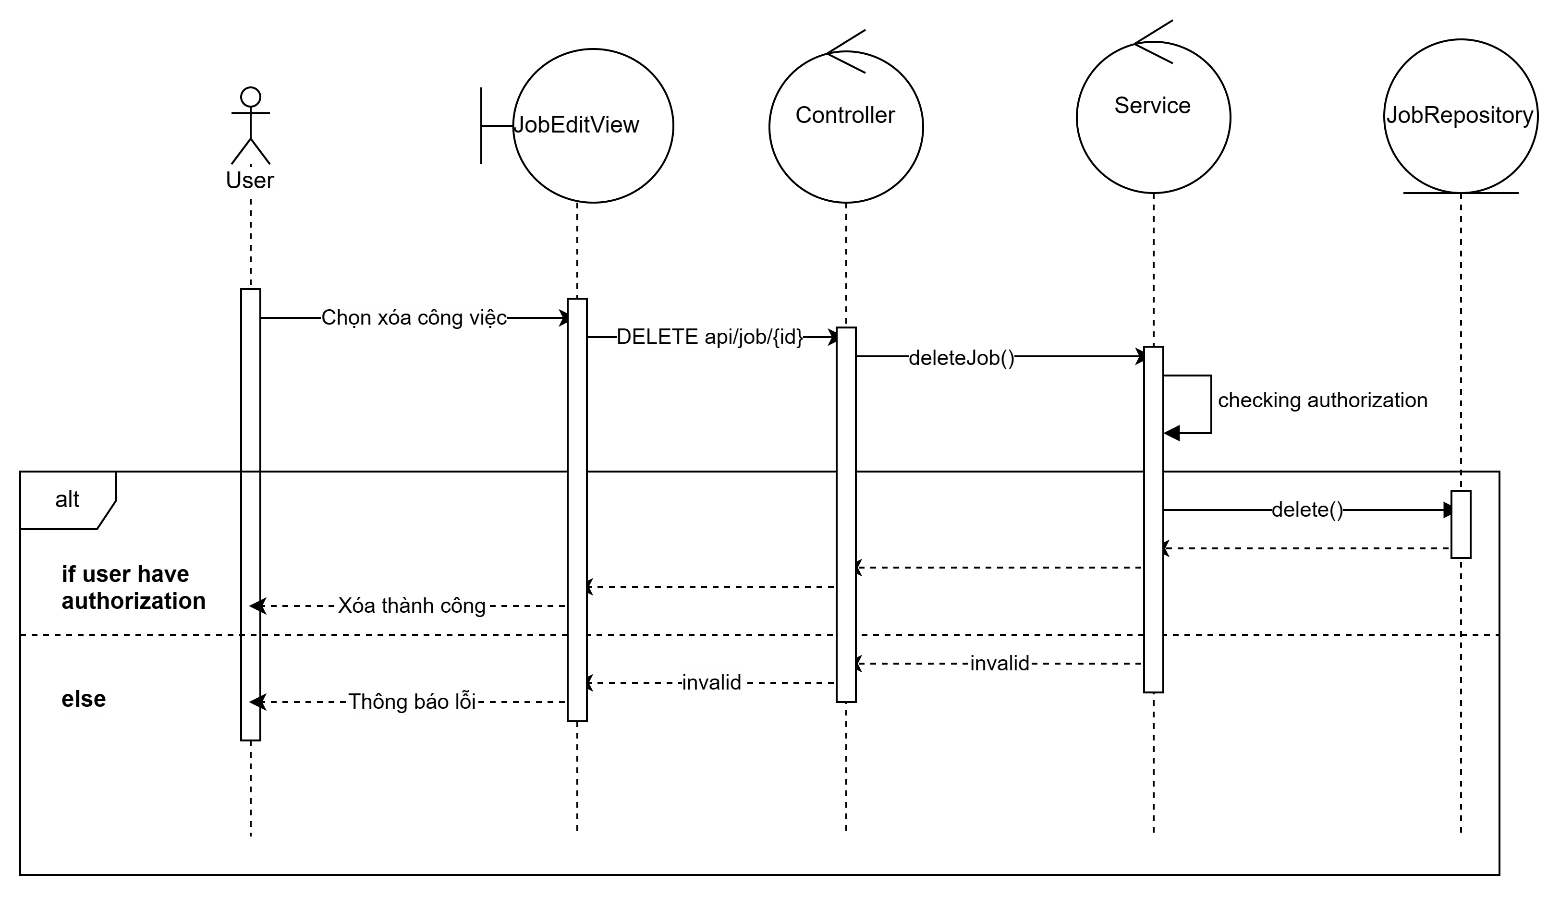 User
JobEditView
Controller
Service
JobRepository
Chọn xóa công việc
DELETE api/job/{id}
deleteJob()
checking authorization
alt
delete()
if user have
authorization
Xóa thành công
invalid
invalid
else
Thông báo lỗi